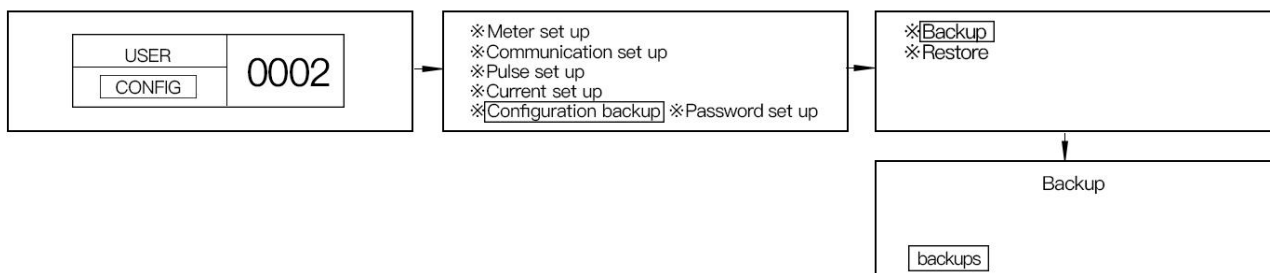 USER
CONFIG
0002
※Meter set up
※Communication set up
※Pulse set up
※Current set up
※Configuration backup ※Password set up
※Backup
※Restore
Backup
backups